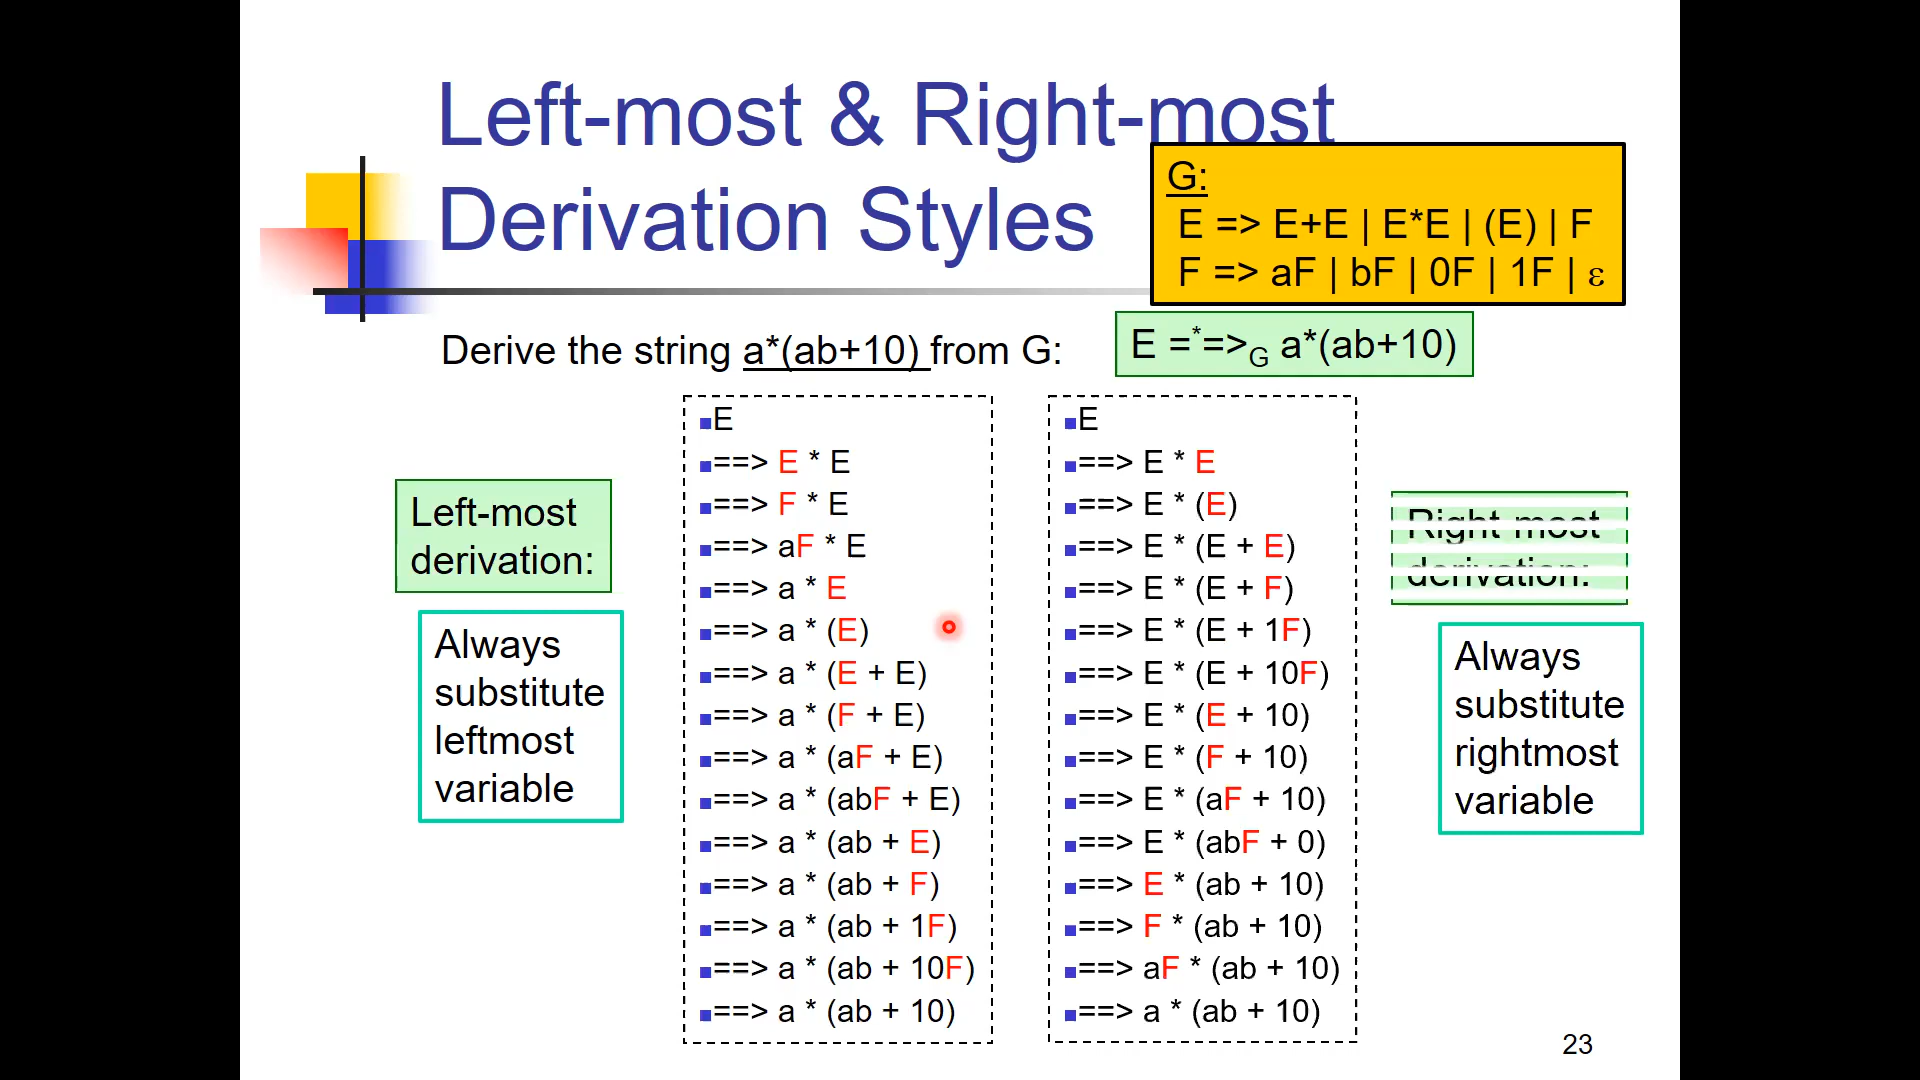 Left-most & Right-most
Derivation Styles
G:
E => E+E | E*E | (E) | F
F => aF | bF | 0F | 1F | ε
Derive the string a*(ab+10) from G:
E =*=>G a*(ab+10)
Left-most
derivation:
Always
substitute
leftmost
variable
E
==> E * E
==> F * E
==> aF * E
==> a * E
==> a * (E)
==> a * (E + E)
==> a * (F + E)
==> a * (aF + E)
==> a * (abF + E)
==> a * (ab + E)
==> a * (ab + F)
==> a * (ab + 1F)
==> a * (ab + 10F)
==> a * (ab + 10)
E
==> E * E
==> E * (E)
==> E * (E + E)
==> E * (E + F)
==> E * (E + 1F)
==> E * (E + 10F)
==> E * (E + 10)
==> E * (F + 10)
==> E * (aF + 10)
==> E * (abF + 0)
==> E * (ab + 10)
==> F * (ab + 10)
==> aF * (ab + 10)
==> a * (ab + 10)
Right-most
derivation:
Always
substitute
rightmost
variable
23